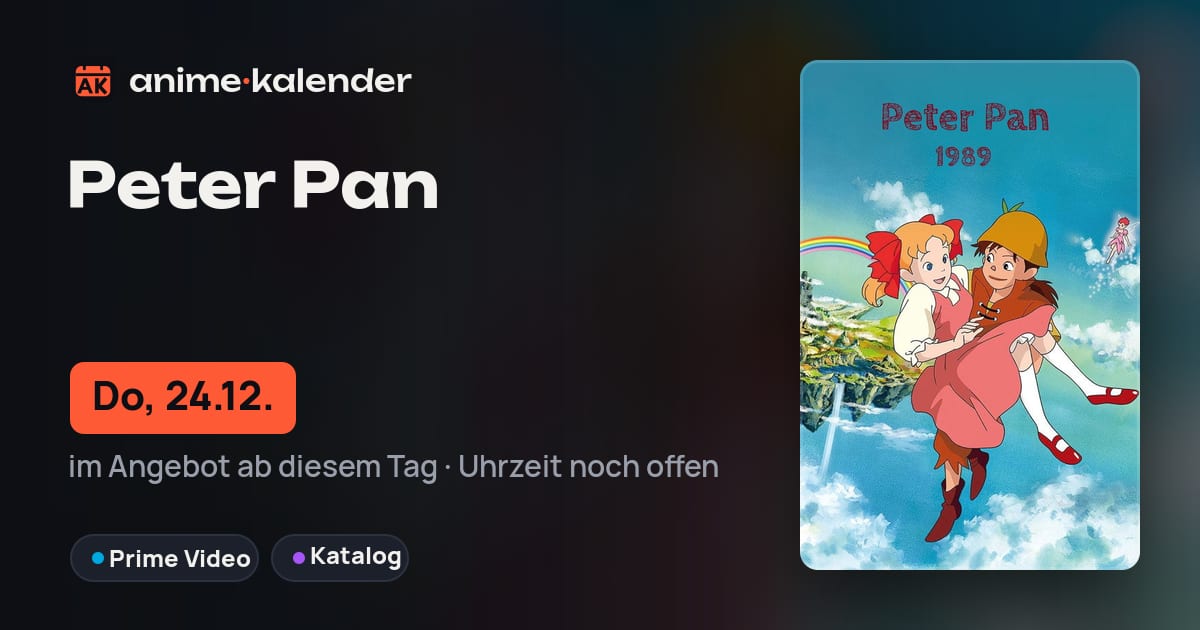 AK
anime·kalender
Peter Pan
Do, 24.12.
im Angebot ab diesem Tag · Uhrzeit noch offen
Prime Video
Katalog
Peter Pan
1989